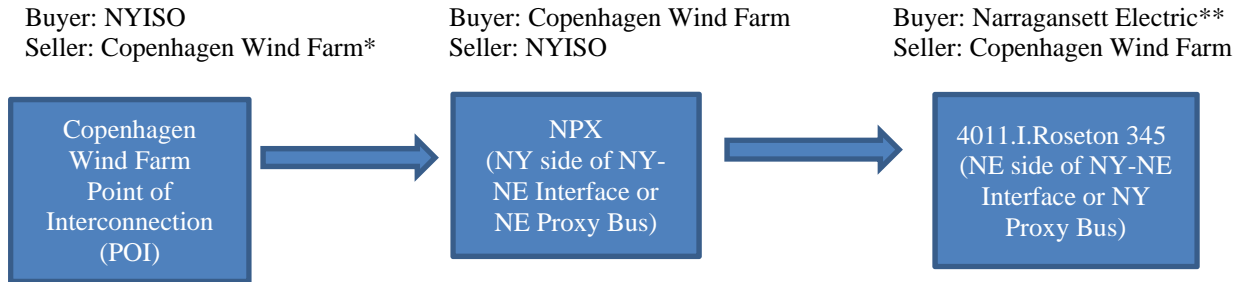 Buyer: NYISO
Seller: Copenhagen Wind Farm*
Buyer: Copenhagen Wind Farm
Seller: NYISO
Buyer: Narragansett Electric**
Seller: Copenhagen Wind Farm
Copenhagen
Wind Farm
Point of
Interconnection
(POI)
NPX
(NY side of NY-
NE Interface or
NE Proxy Bus)
4011.I.Roseton 345
(NE side of NY-NE
Interface or NY
Proxy Bus)